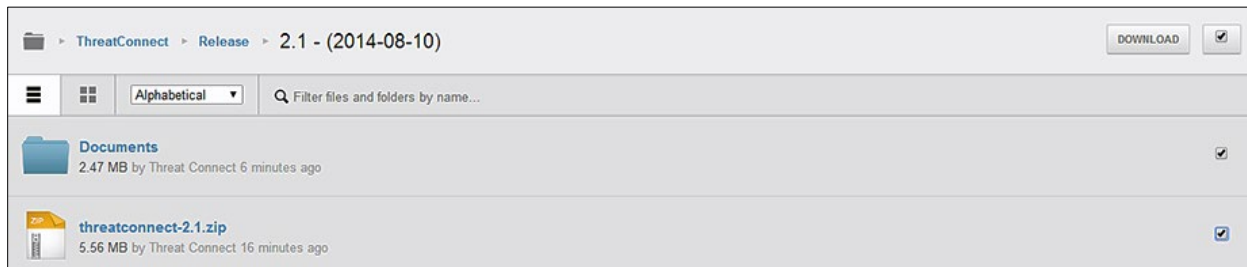 ThreatConnect Release 2.1 - (2014-08-10) DOWNLOAD
Alphabetical Filter files and folders by name...
Documents
2.47 MB by Threat Connect 6 minutes ago
ZIP
threatconnect-2.1.zip
5.56 MB by Threat Connect 16 minutes ago